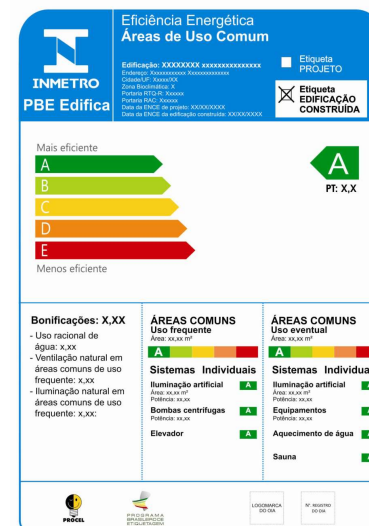 INMETRO
PBE Edifica
Eficiência Energética
Áreas de Uso Comum
Edificação: XXXXXXXX xxxxxxxxxxxxxxx
Endereço: Xxxxxxxxxxxx Xxxxxxxxxxxxxx
Cidade/UF: Xxxxx/XX
Zona Bioclimática: X
Portaria RTQ-R: Xxxxxx
Portaria RAC: Xxxxxx
Data da ENCE de projeto: XX/XX/XXXX
Data da ENCE da edificação construída: XX/XX/XXXX
Etiqueta
PROJETO
Etiqueta
EDIFICAÇÃO
CONSTRUÍDA
Mais eficiente
A
B
C
D
E
Menos eficiente
A
PT: X,X
Bonificações: X,XX
- Uso racional de
água: x,xx
- Ventilação natural em
áreas comuns de uso
frequente: x,xx
- Iluminação natural em
áreas comuns de uso
frequente: x,xx:
ÁREAS COMUNS
Uso frequente
Área: xx,xx m²
A
Sistemas Individuais
Iluminação artificial A
Área: xx,xx m²
Potência: xx,xx
Bombas centrífugas A
Potência: xx,xx
Elevador A
ÁREAS COMUNS
Uso eventual
Área: xx,xx m²
A
Sistemas Individua
Iluminação artificial A
Área: xx,xx m²
Potência: xx,xx
Equipamentos A
Potência: xx,xx
Aquecimento de água
Sauna
PROCEL
PROGRAMA
BRASILEIRO DE
ETIQUETAGEM
LOGOMARCA
DO OIA
Nº. REGISTRO
DO OIA